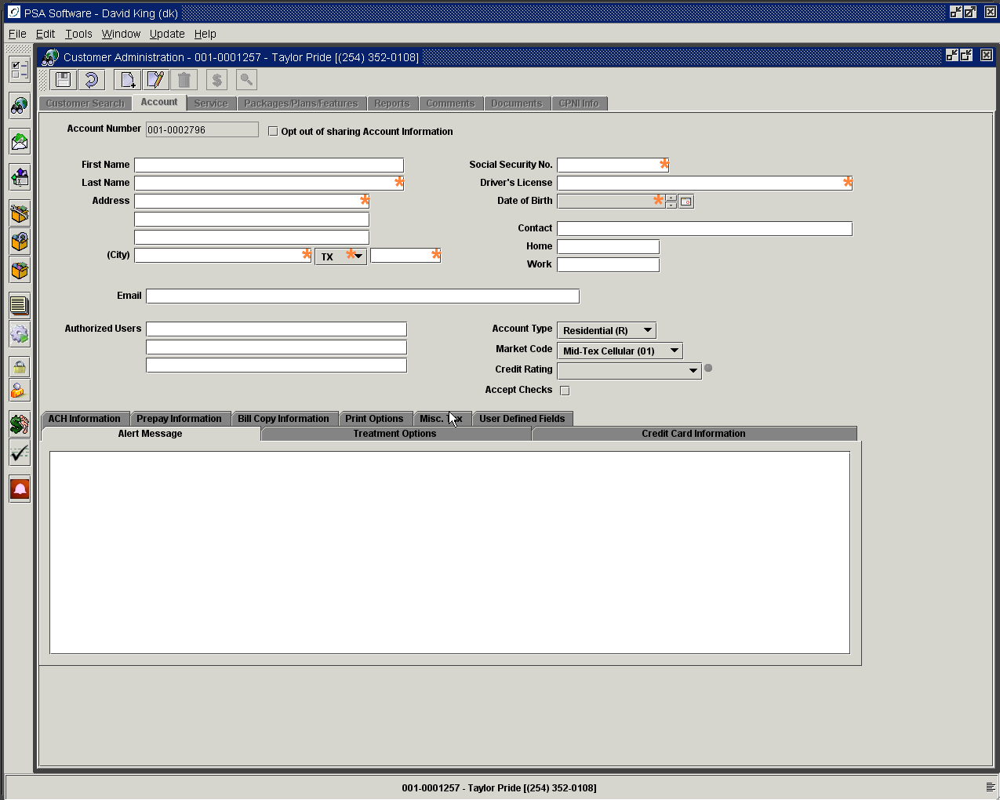 PSA Software - David King (dk)
File Edit Tools Window Update Help
Customer Administration - 001-0001257 - Taylor Pride [(254) 352-0108]
Customer Search Account Service Packages/Plans/Features Reports Comments Documents CPNI Info
Account Number 001-0002796 Opt out of sharing Account Information
First Name Social Security No. *
Last Name * Driver's License *
Address * Date of Birth *
Contact
Home
(City) * TX * *
Work
Email
Authorized Users Account Type Residential (R)
Market Code Mid-Tex Cellular (01)
Credit Rating
Accept Checks
ACH Information Prepay Information Bill Copy Information Print Options Misc. Tax User Defined Fields
Alert Message Treatment Options Credit Card Information
001-0001257 - Taylor Pride [(254) 352-0108]